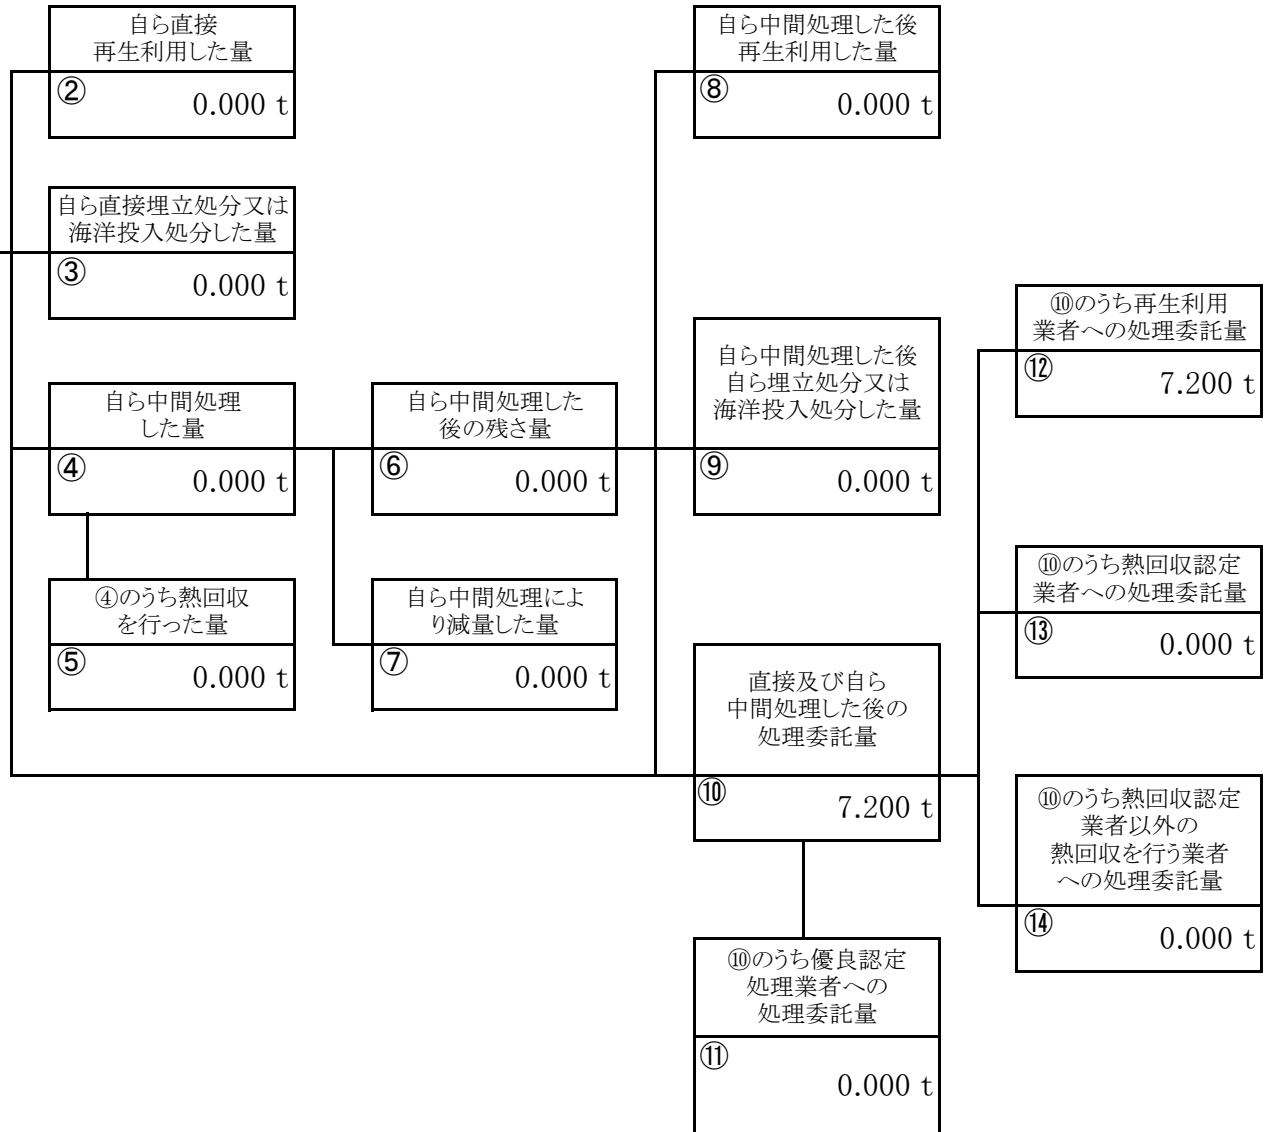 自ら直接
再生利用した量
②
0.000 t
自ら直接埋立処分又は
海洋投入処分した量
③
0.000 t
自ら中間処理
した量
④
0.000 t
④のうち熱回収
を行った量
⑤
0.000 t
自ら中間処理した
後の残さ量
⑥
0.000 t
自ら中間処理によ
り減量した量
⑦
0.000 t
自ら中間処理した後
再生利用した量
⑧
0.000 t
自ら中間処理した後
自ら埋立処分又は
海洋投入処分した量
⑨
0.000 t
直接及び自ら
中間処理した後の
処理委託量
⑩
7.200 t
⑩のうち優良認定
処理業者への
処理委託量
⑪
0.000 t
⑩のうち再生利用
業者への処理委託量
⑫
7.200 t
⑩のうち熱回収認定
業者への処理委託量
⑬
0.000 t
⑩のうち熱回収認定
業者以外の
熱回収を行う業者
への処理委託量
⑭
0.000 t